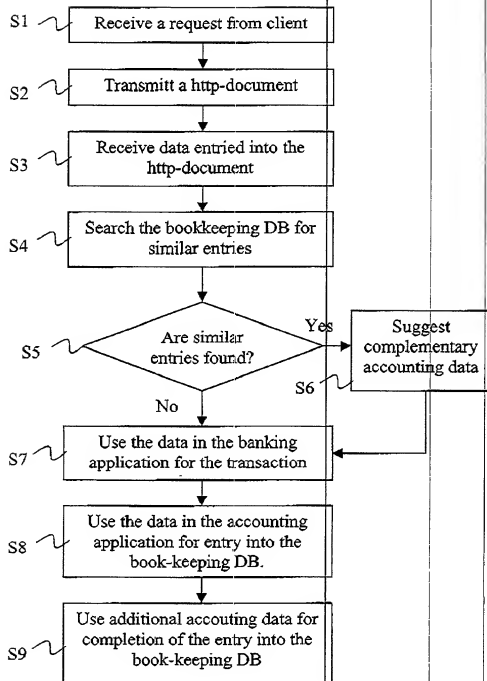 S1
Receive a request from client
S2
Transmitt a http-document
S3
Receive data entried into the
http-document
S4
Search the bookkeeping DB for
similar entries
S5
Are similar
entries found?
Yes
S6
Suggest
complementary
accounting data
No
S7
Use the data in the banking
application for the transaction
S8
Use the data in the accounting
application for entry into the
book-keeping DB.
S9
Use additional accouting data for
completion of the entry into the
book-keeping DB